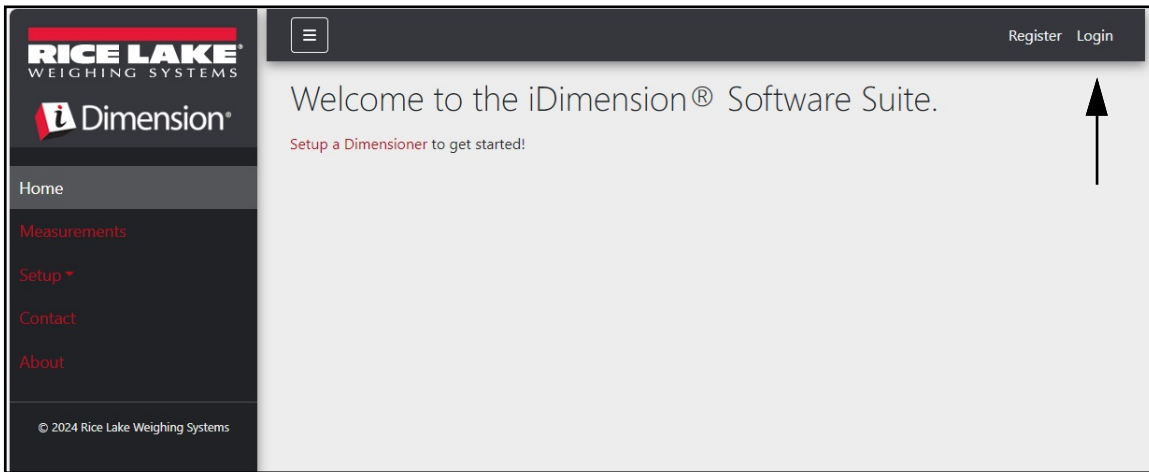 RICE LAKE®
WEIGHING SYSTEMS
i Dimension®
Home
Measurements
Setup
Contact
About
© 2024 Rice Lake Weighing Systems
Register Login
Welcome to the iDimension® Software Suite.
Setup a Dimensioner to get started!